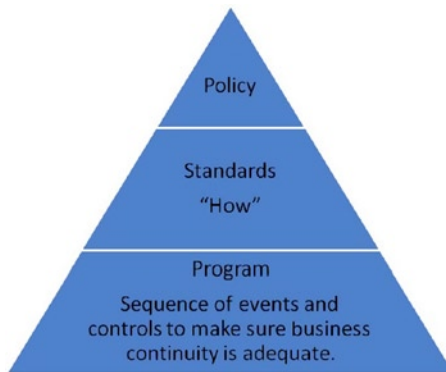 Policy
Standards
“How”
Program
Sequence of events and
controls to make sure business
continuity is adequate.